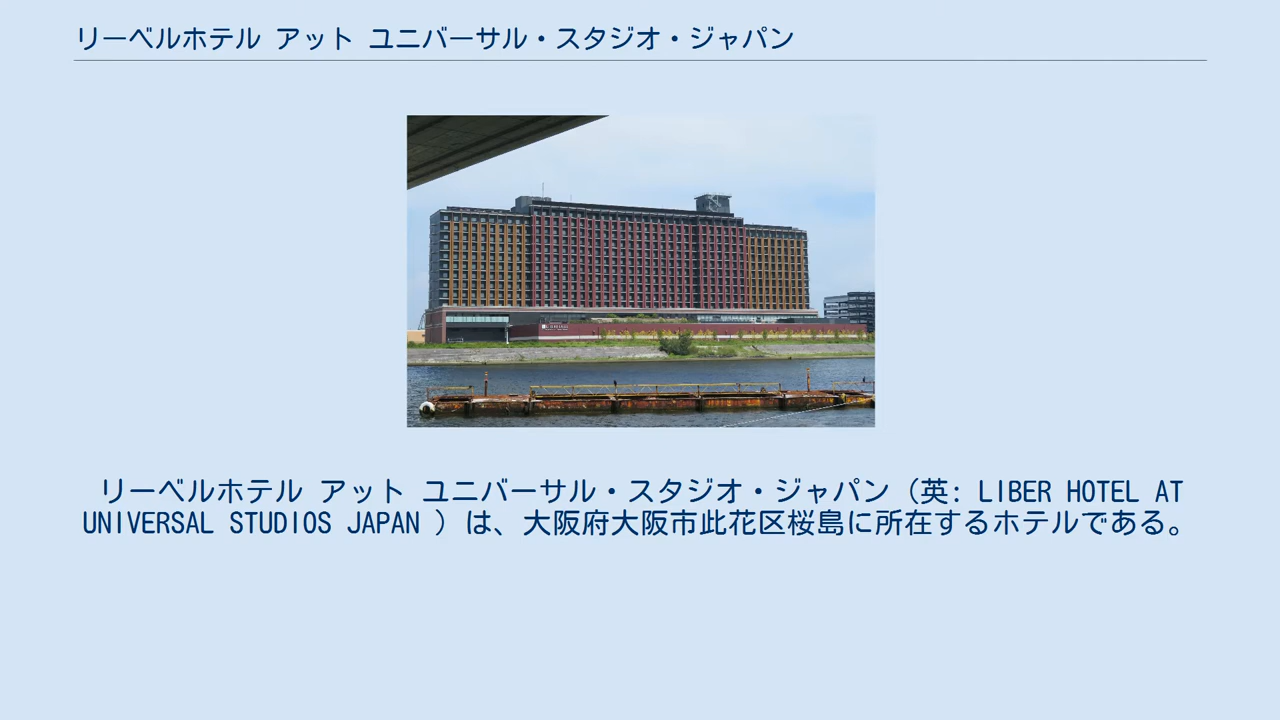 リーベルホテル アット ユニバーサル・スタジオ・ジャパン
リーベルホテル アット ユニバーサル・スタジオ・ジャパン（英: LIBER HOTEL AT
UNIVERSAL STUDIOS JAPAN ）は、大阪府大阪市此花区桜島に所在するホテルである。